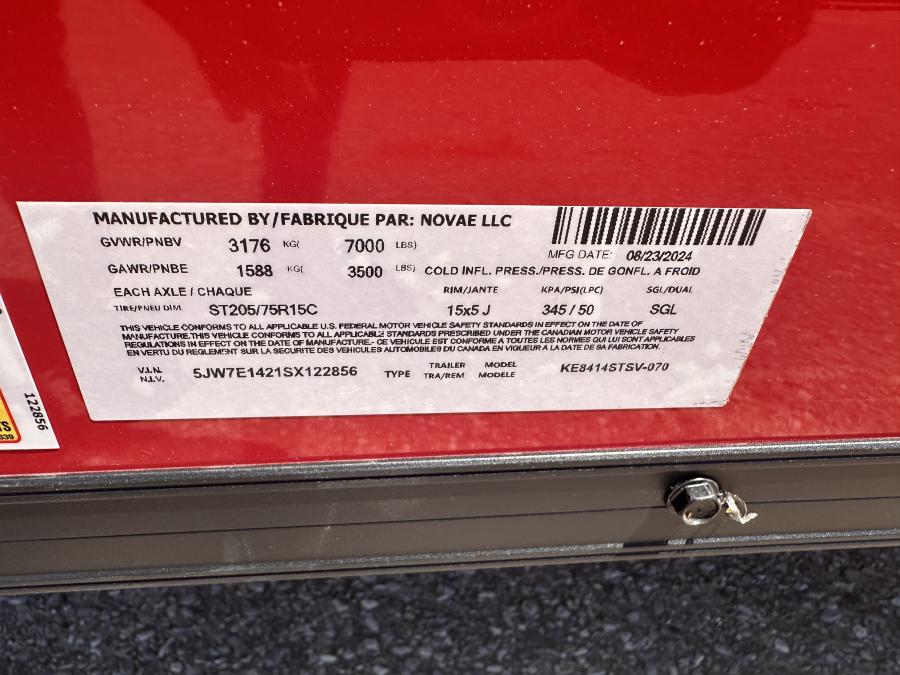 MANUFACTURED BY/FABRIQUE PAR: NOVAE LLC
GVWR/PNBV 3176 KG( 7000 LBS)
MFG DATE: 08/23/2024
GAWR/PNBE 1588 KG( 3500 LBS) COLD INFL. PRESS./PRESS. DE GONFL. A FROID
EACH AXLE / CHAQUE RIM/JANTE KPA/PSI(LPC) SGL/DUAL
TIRE/PNEU DIM. ST205/75R15C 15x5 J 345 / 50 SGL
THIS VEHICLE CONFORMS TO ALL APPLICABLE U.S. FEDERAL MOTOR VEHICLE SAFETY STANDARDS IN EFFECT ON THE DATE OF
MANUFACTURE.THIS VEHICLE CONFORMS TO ALL APPLICABLE STANDARDS PRESCRIBED UNDER THE CANADIAN MOTOR VEHICLE SAFETY
REGULATIONS IN EFFECT ON THE DATE OF MANUFACTURE.- CE VEHICULE EST CONFORME A TOUTES LES NORMES QUI LUI SONT APPLICABLES
EN VERTU DU REGLEMENT SUR LA SECURITE DES VEHICULES AUTOMOBILES DU CANADA EN VIGUEUR A LA DATE DE SA FABRICATION.
V.I.N. 5JW7E1421SX122856 TYPE TRAILER MODEL KE8414STSV-070
N.I.V. TRA/REM MODELE
122856
TS
339